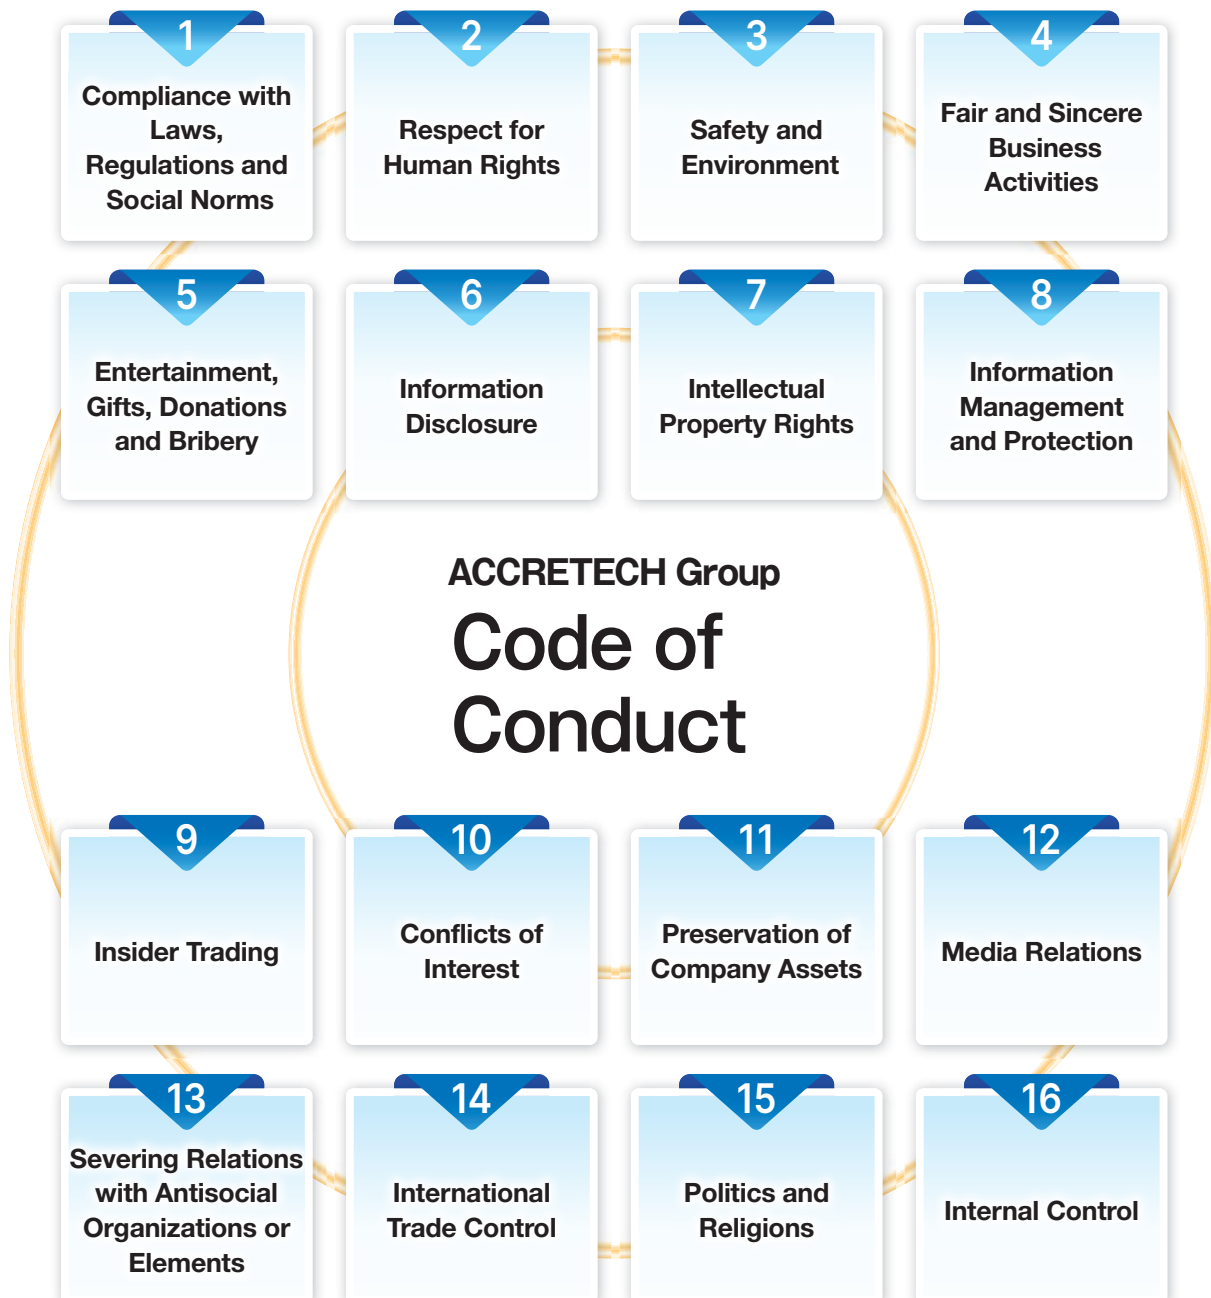 1
Compliance with
Laws,
Regulations and
Social Norms
2
Respect for
Human Rights
3
Safety and
Environment
4
Fair and Sincere
Business
Activities
5
Entertainment,
Gifts, Donations
and Bribery
6
Information
Disclosure
7
Intellectual
Property Rights
8
Information
Management
and Protection
ACCRETECH Group
Code of
Conduct
9
Insider Trading
10
Conflicts of
Interest
11
Preservation of
Company Assets
12
Media Relations
13
Severing Relations
with Antisocial
Organizations or
Elements
14
International
Trade Control
15
Politics and
Religions
16
Internal Control